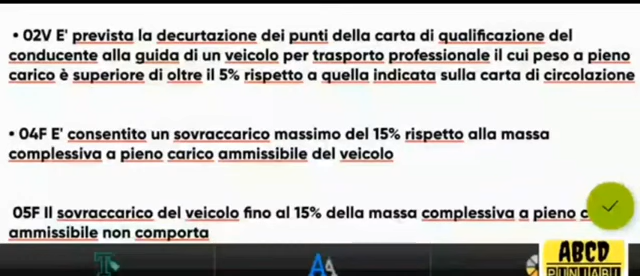 • 02V E' prevista la decurtazione dei punti della carta di qualificazione del
conducente alla guida di un veicolo per trasporto professionale il cui peso a pieno
carico è superiore di oltre il 5% rispetto a quella indicata sulla carta di circolazione
• 04F E' consentito un sovraccarico massimo del 15% rispetto alla massa
complessiva a pieno carico ammissibile del veicolo
05F Il sovraccarico del veicolo fino al 15% della massa complessiva a pieno
ammissibile non comporta
ABCD
PUNJABI